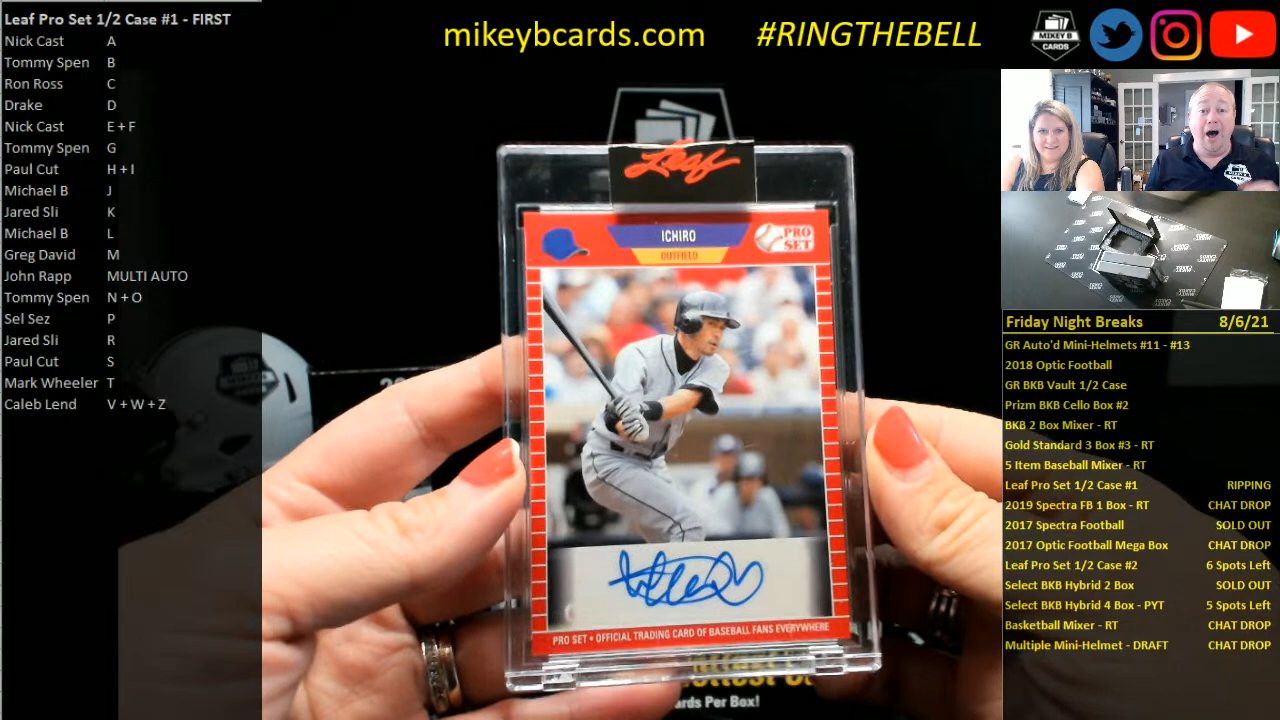 Leaf Pro Set 1/2 Case #1 - FIRST
Nick Cast A
Tommy Spen B
Ron Ross C
Drake D
Nick Cast E + F
Tommy Spen G
Paul Cut H + I
Michael B J
Jared Sli K
Michael B L
Greg David M
John Rapp MULTI AUTO
Tommy Spen N + O
Sel Sez P
Jared Sli R
Paul Cut S
Mark Wheeler T
Caleb Lend V + W + Z
mikeybcards.com #RINGTHEBELL
MIKEY B
CARDS
Leaf
ICHIRO
OUTFIELD
PRO
SET
PRO SET • OFFICIAL TRADING CARD OF BASEBALL FANS EVERYWHERE
ards Per Box!
Friday Night Breaks 8/6/21
GR Auto'd Mini-Helmets #11 - #13
2018 Optic Football
GR BKB Vault 1/2 Case
Prizm BKB Cello Box #2
BKB 2 Box Mixer - RT
Gold Standard 3 Box #3 - RT
5 Item Baseball Mixer - RT
Leaf Pro Set 1/2 Case #1 RIPPING
2019 Spectra FB 1 Box - RT CHAT DROP
2017 Spectra Football SOLD OUT
2017 Optic Football Mega Box CHAT DROP
Leaf Pro Set 1/2 Case #2 6 Spots Left
Select BKB Hybrid 2 Box SOLD OUT
Select BKB Hybrid 4 Box - PYT 5 Spots Left
Basketball Mixer - RT CHAT DROP
Multiple Mini-Helmet - DRAFT CHAT DROP